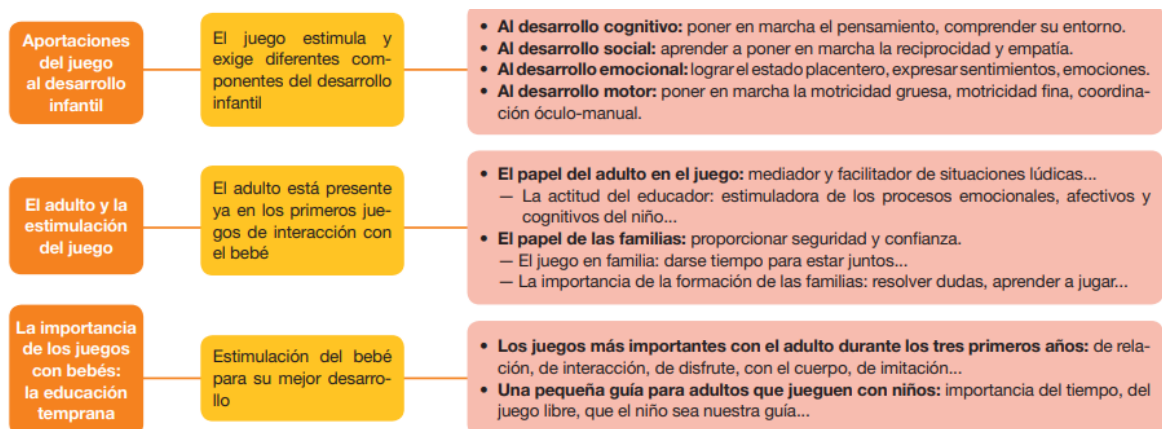 Aportaciones
del juego
al desarrollo
infantil
El juego estimula y
exige diferentes com-
ponentes del desarrollo
infantil
• Al desarrollo cognitivo: poner en marcha el pensamiento, comprender su entorno.
• Al desarrollo social: aprender a poner en marcha la reciprocidad y empatía.
• Al desarrollo emocional: lograr el estado placentero, expresar sentimientos, emociones.
• Al desarrollo motor: poner en marcha la motricidad gruesa, motricidad fina, coordina-
ción óculo-manual.
El adulto y la
estimulación
del juego
El adulto está presente
ya en los primeros jue-
gos de interacción con
el bebé
• El papel del adulto en el juego: mediador y facilitador de situaciones lúdicas...
— La actitud del educador: estimuladora de los procesos emocionales, afectivos y
cognitivos del niño...
• El papel de las familias: proporcionar seguridad y confianza.
— El juego en familia: darse tiempo para estar juntos...
— La importancia de la formación de las familias: resolver dudas, aprender a jugar...
La importancia
de los juegos
con bebés:
la educación
temprana
Estimulación del bebé
para su mejor desarro-
llo
• Los juegos más importantes con el adulto durante los tres primeros años: de rela-
ción, de interacción, de disfrute, con el cuerpo, de imitación...
• Una pequeña guía para adultos que jueguen con niños: importancia del tiempo, del
juego libre, que el niño sea nuestra guía...